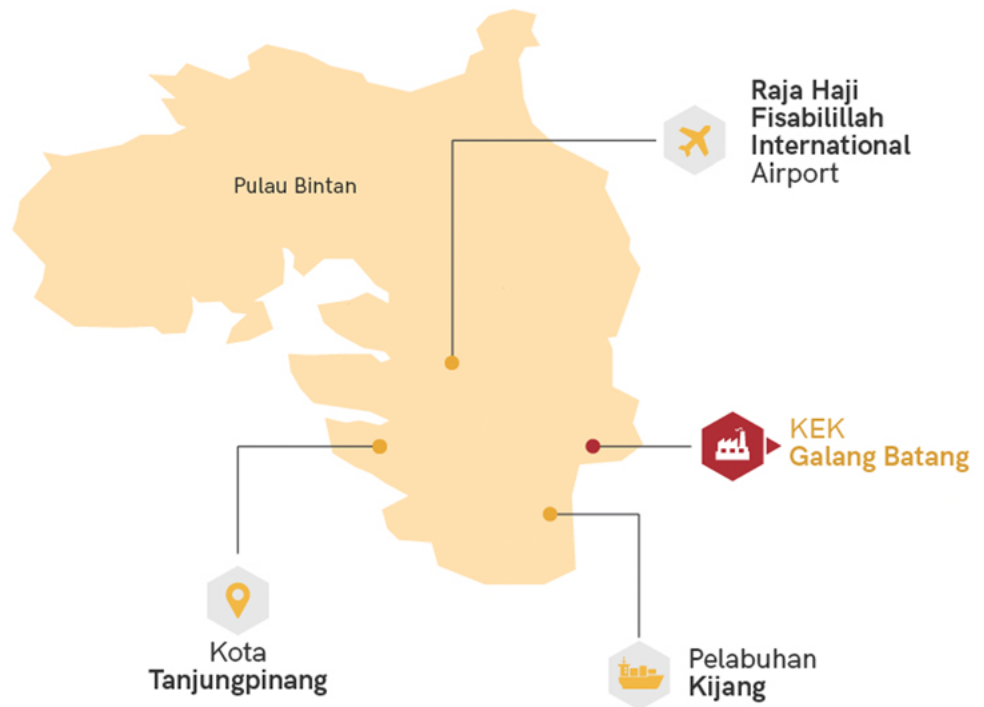 Raja Haji
Fisabilillah
International
Airport
Pulau Bintan
KEK
Galang Batang
Kota
Tanjungpinang
Pelabuhan
Kijang